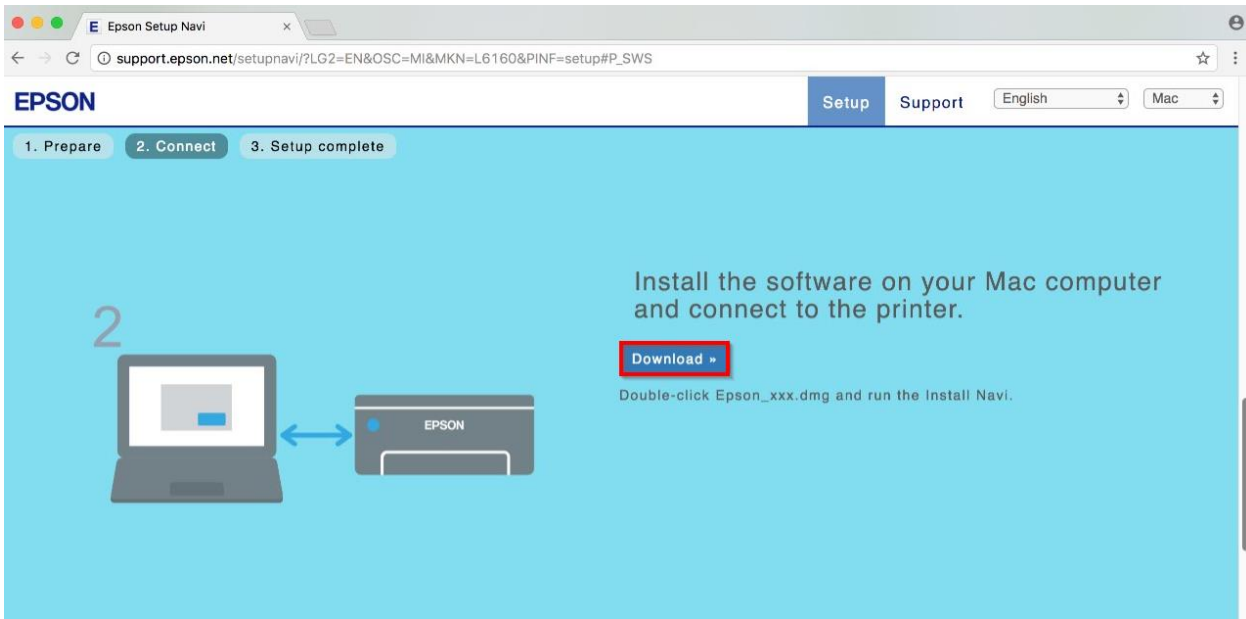 E Epson Setup Navi
support.epson.net/setupnavi/?LG2=EN&OSC=MI&MKN=L6160&PINF=setup#P_SWS
EPSON
Setup Support English Mac
1. Prepare 2. Connect 3. Setup complete
Install the software on your Mac computer
and connect to the printer.
2
Download »
Double-click Epson_xxx.dmg and run the Install Navi.
EPSON